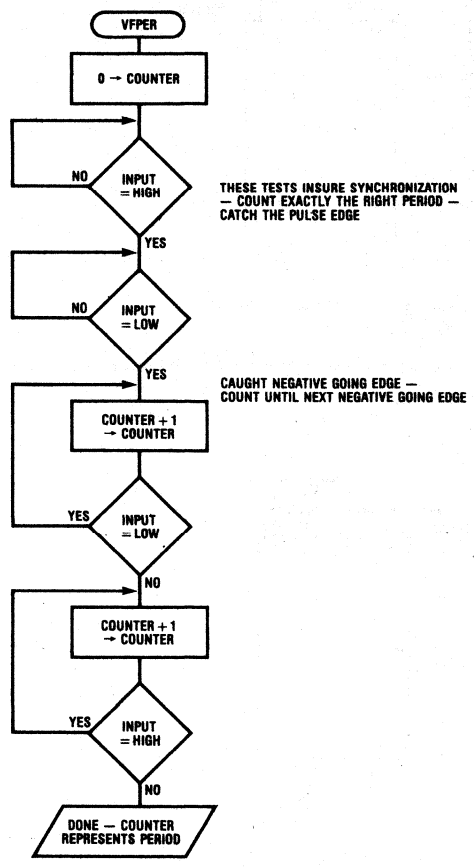 VFPER
0 → COUNTER
INPUT
= HIGH
NO
YES
THESE TESTS INSURE SYNCHRONIZATION
— COUNT EXACTLY THE RIGHT PERIOD —
CATCH THE PULSE EDGE
INPUT
= LOW
NO
YES
CAUGHT NEGATIVE GOING EDGE —
COUNT UNTIL NEXT NEGATIVE GOING EDGE
COUNTER + 1
→ COUNTER
INPUT
= LOW
YES
NO
COUNTER + 1
→ COUNTER
INPUT
= HIGH
YES
NO
DONE — COUNTER
REPRESENTS PERIOD